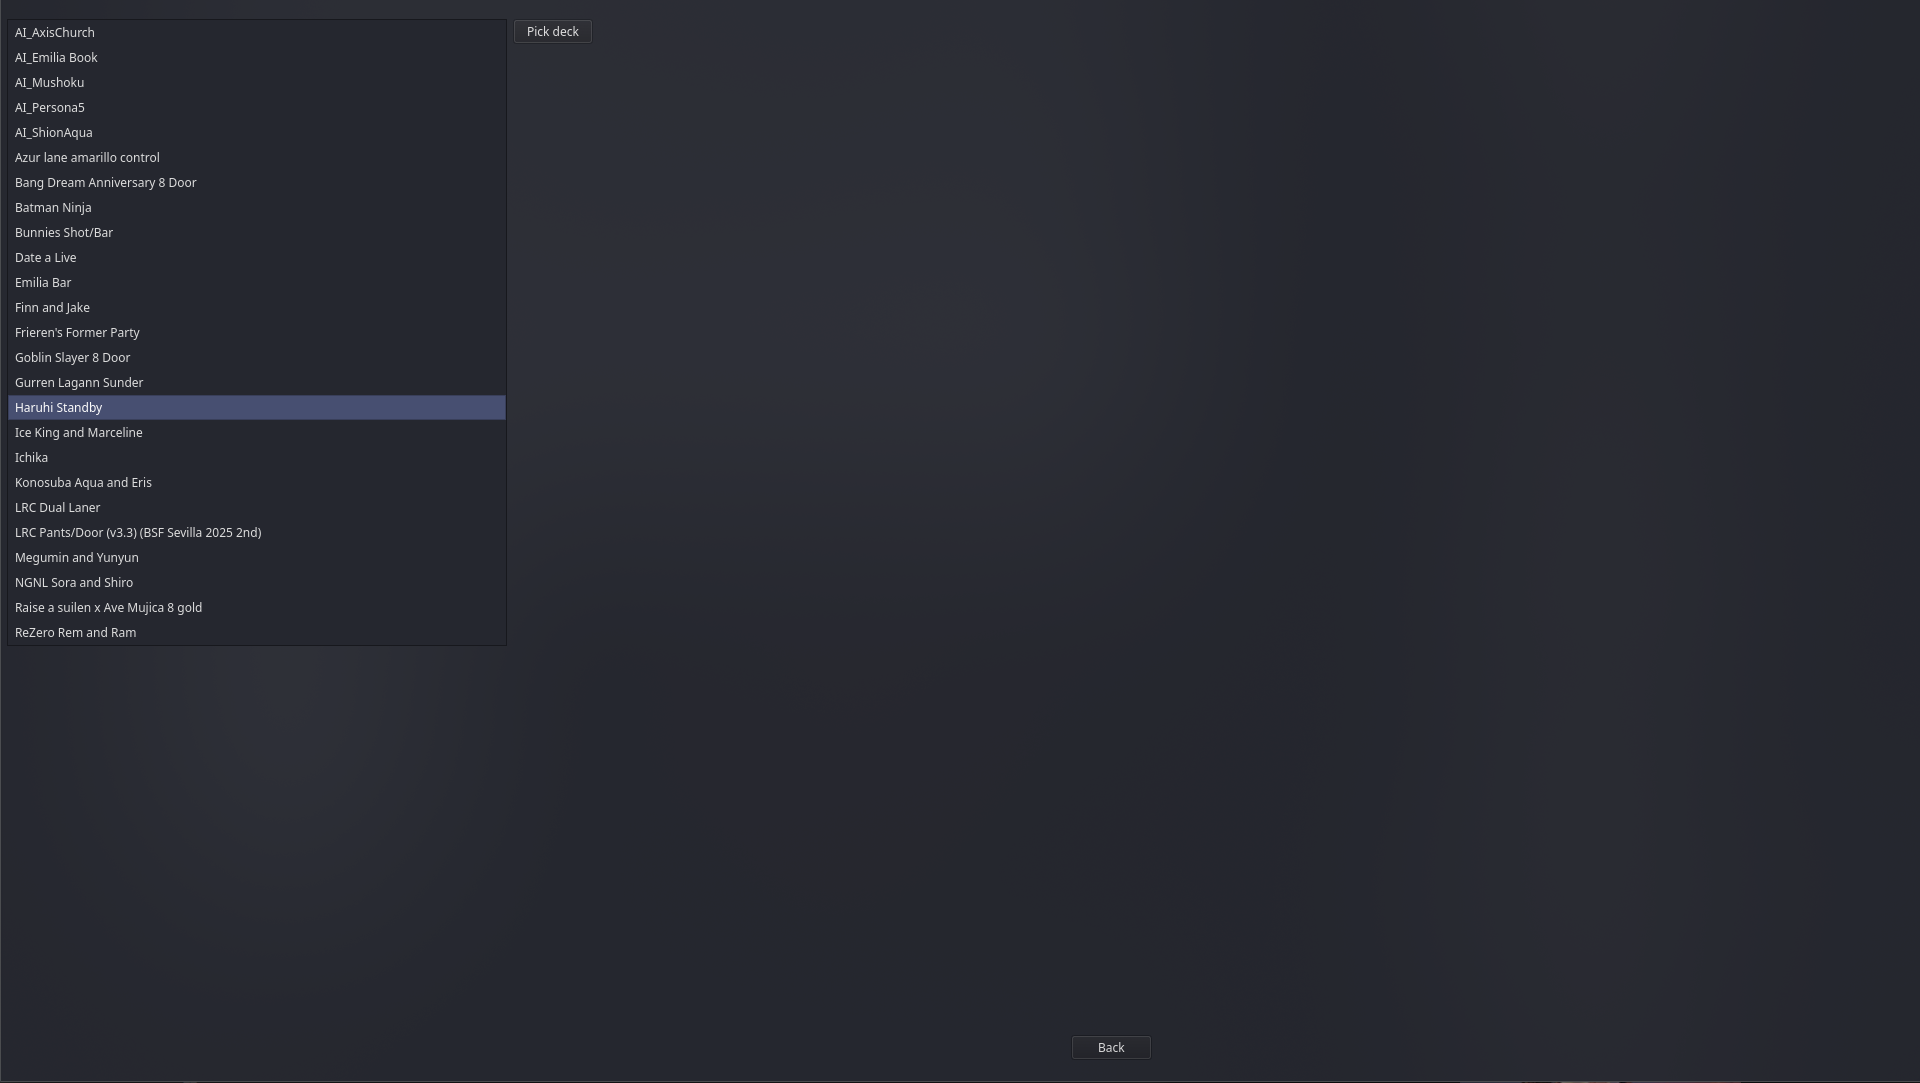 AI_AxisChurch
Pick deck
AI_Emilia Book
AI_Mushoku
AI_Persona5
AI_ShionAqua
Azur lane amarillo control
Bang Dream Anniversary 8 Door
Batman Ninja
Bunnies Shot/Bar
Date a Live
Emilia Bar
Finn and Jake
Frieren's Former Party
Goblin Slayer 8 Door
Gurren Lagann Sunder
Haruhi Standby
Ice King and Marceline
Ichika
Konosuba Aqua and Eris
LRC Dual Laner
LRC Pants/Door (v3.3) (BSF Sevilla 2025 2nd)
Megumin and Yunyun
NGNL Sora and Shiro
Raise a suilen x Ave Mujica 8 gold
ReZero Rem and Ram
Back